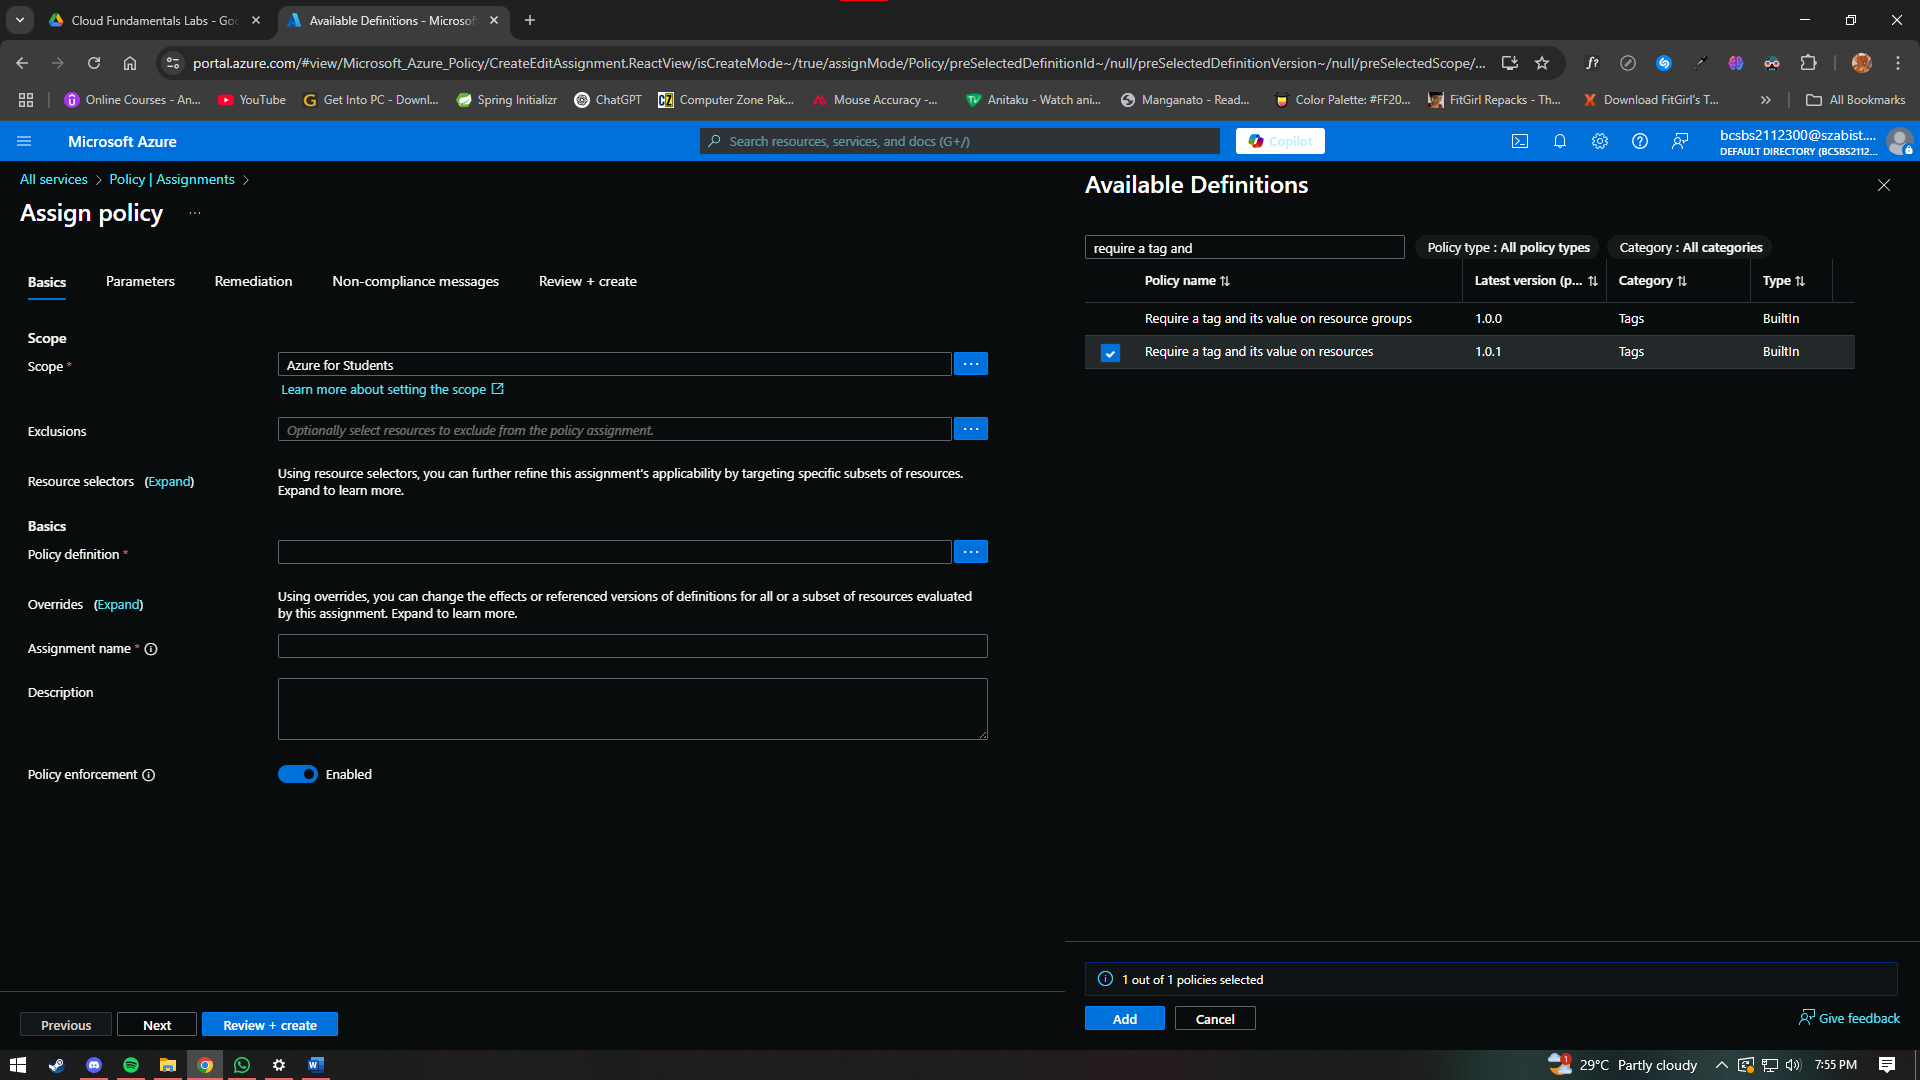 Cloud Fundamentals Labs - Goo
Available Definitions - Microsof
portal.azure.com/#view/Microsoft_Azure_Policy/CreateEditAssignment.ReactView/isCreateMode~/true/assignMode/Policy/preSelectedDefinitionId~/null/preSelectedDefinitionVersion~/null/preSelectedScope/...
Online Courses - An...
YouTube
Get Into PC - Downl...
Spring Initializr
ChatGPT
Computer Zone Pak...
Mouse Accuracy -...
Anitaku - Watch ani...
Manganato - Read...
Color Palette: #FF20...
FitGirl Repacks - Th...
Download FitGirl's T...
All Bookmarks
Microsoft Azure
Search resources, services, and docs (G+/)
Copilot
bcsbs2112300@szabist....
DEFAULT DIRECTORY (BCSBS2112...
All services > Policy | Assignments >
Assign policy ...
Basics
Parameters
Remediation
Non-compliance messages
Review + create
Scope
Scope *
Azure for Students
Learn more about setting the scope
Exclusions
Optionally select resources to exclude from the policy assignment.
Resource selectors (Expand)
Using resource selectors, you can further refine this assignment's applicability by targeting specific subsets of resources.
Expand to learn more.
Basics
Policy definition *
Overrides (Expand)
Using overrides, you can change the effects or referenced versions of definitions for all or a subset of resources evaluated
by this assignment. Expand to learn more.
Assignment name *
Description
Policy enforcement
Enabled
Previous
Next
Review + create
Available Definitions
require a tag and
Policy type : All policy types
Category : All categories
Policy name
Latest version (p...
Category
Type
Require a tag and its value on resource groups 1.0.0 Tags BuiltIn
Require a tag and its value on resources 1.0.1 Tags BuiltIn
1 out of 1 policies selected
Add
Cancel
Give feedback
1
29°C Partly cloudy
7:55 PM